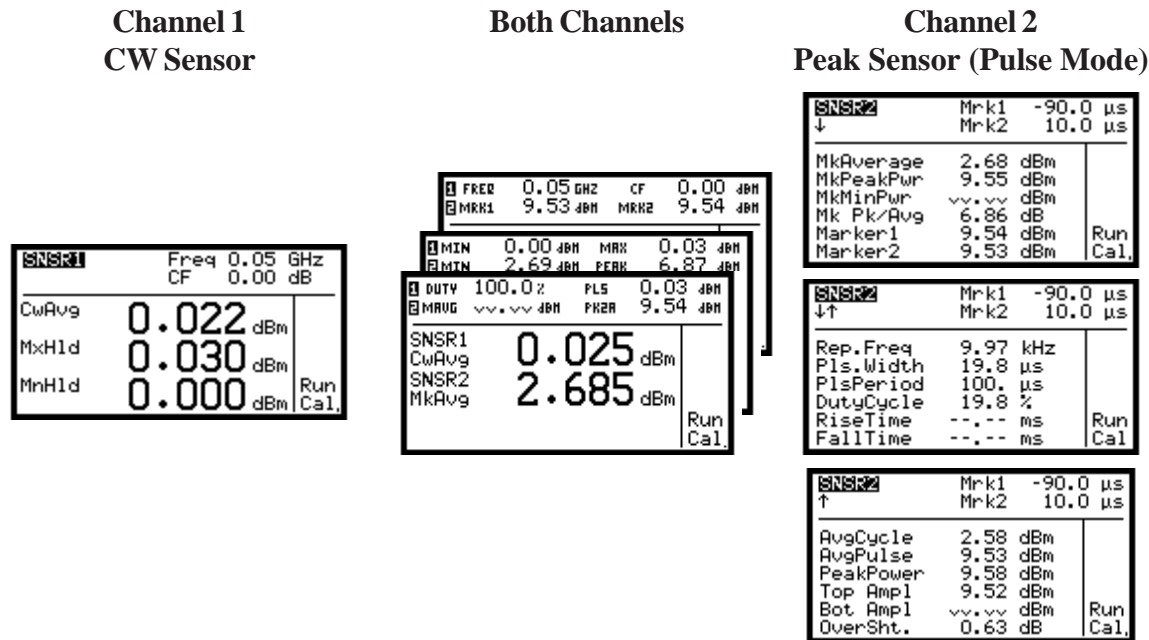 Channel 1
CW Sensor
SNSR1 Freq 0.05 GHz
CF 0.00 dB
CwAvg 0.022 dBm
MxHld 0.030 dBm
MnHld 0.000 dBm
Run
Cal.
Both Channels
1 FREQ 0.05 GHZ CF 0.00 dBM
2 MRK1 9.53 dBM MRK2 9.54 dBM
1 MIN 0.00 dBM MAX 0.03 dBM
2 MIN 2.69 dBM PEAK 6.87 dBM
1 DUTY 100.0 % PLS 0.03 dBM
2 MAVG vv.vv dBM PK2A 9.54 dBM
SNSR1
CwAvg 0.025 dBm
SNSR2
MkAvg 2.685 dBm
Run
Cal.
Channel 2
Peak Sensor (Pulse Mode)
SNSR2 Mrk1 -90.0 µs
↓ Mrk2 10.0 µs
MkAverage 2.68 dBm
MkPeakPwr 9.55 dBm
MkMinPwr vv.vv dBm
Mk Pk/Avg 6.86 dB
Marker1 9.54 dBm Run
Marker2 9.53 dBm Cal.
SNSR2 Mrk1 -90.0 µs
↓↑ Mrk2 10.0 µs
Rep.Freq 9.97 kHz
Pls.Width 19.8 µs
PlsPeriod 100. µs
DutyCycle 19.8 %
RiseTime --.-- ms Run
FallTime --.-- ms Cal
SNSR2 Mrk1 -90.0 µs
↑ Mrk2 10.0 µs
AvgCycle 2.58 dBm
AvgPulse 9.53 dBm
PeakPower 9.58 dBm
Top Ampl 9.52 dBm
Bot Ampl vv.vv dBm Run
OverSht. 0.63 dB Cal.